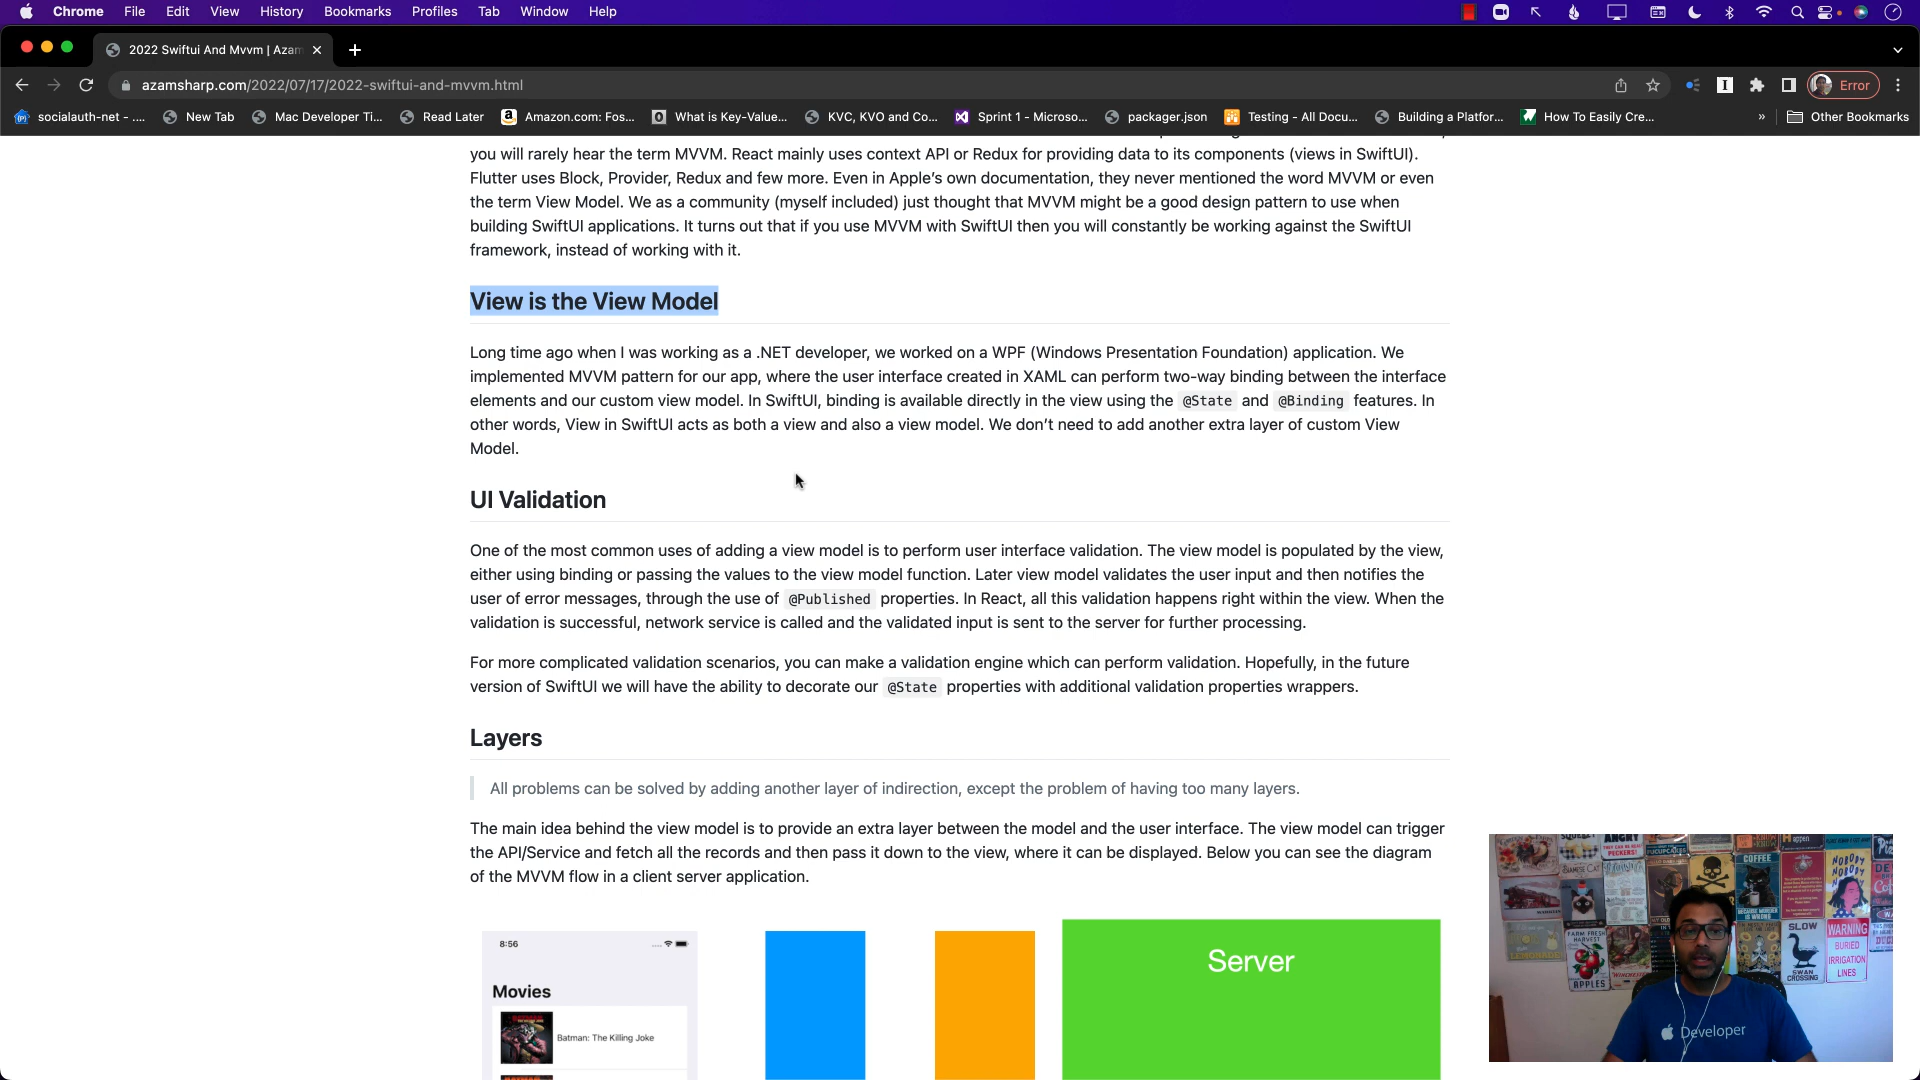 Chrome File Edit View History Bookmarks Profiles Tab Window Help
2022 Swiftui And Mvvm | Azam
azamsharp.com/2022/07/17/2022-swiftui-and-mvvm.html
Error
socialauth-net - .... New Tab Mac Developer Ti... Read Later Amazon.com: Fos... What is Key-Value... KVC, KVO and Co... Sprint 1 - Microso... packager.json Testing - All Docu... Building a Platfor... How To Easily Cre... » Other Bookmarks
you will rarely hear the term MVVM. React mainly uses context API or Redux for providing data to its components (views in SwiftUI).
Flutter uses Block, Provider, Redux and few more. Even in Apple's own documentation, they never mentioned the word MVVM or even
the term View Model. We as a community (myself included) just thought that MVVM might be a good design pattern to use when
building SwiftUI applications. It turns out that if you use MVVM with SwiftUI then you will constantly be working against the SwiftUI
framework, instead of working with it.
View is the View Model
Long time ago when I was working as a .NET developer, we worked on a WPF (Windows Presentation Foundation) application. We
implemented MVVM pattern for our app, where the user interface created in XAML can perform two-way binding between the interface
elements and our custom view model. In SwiftUI, binding is available directly in the view using the @State and @Binding features. In
other words, View in SwiftUI acts as both a view and also a view model. We don't need to add another extra layer of custom View
Model.
UI Validation
One of the most common uses of adding a view model is to perform user interface validation. The view model is populated by the view,
either using binding or passing the values to the view model function. Later view model validates the user input and then notifies the
user of error messages, through the use of @Published properties. In React, all this validation happens right within the view. When the
validation is successful, network service is called and the validated input is sent to the server for further processing.
For more complicated validation scenarios, you can make a validation engine which can perform validation. Hopefully, in the future
version of SwiftUI we will have the ability to decorate our @State properties with additional validation properties wrappers.
Layers
All problems can be solved by adding another layer of indirection, except the problem of having too many layers.
The main idea behind the view model is to provide an extra layer between the model and the user interface. The view model can trigger
the API/Service and fetch all the records and then pass it down to the view, where it can be displayed. Below you can see the diagram
of the MVVM flow in a client server application.
8:56
Movies
Batman: The Killing Joke
Server
COFFEE
NOBODY
SLOW
SWAN
CROSSING
WARNING
BURIED
IRRIGATION
LINES
FARM FRESH
HARVEST
APPLES
LEMONADE
Developer